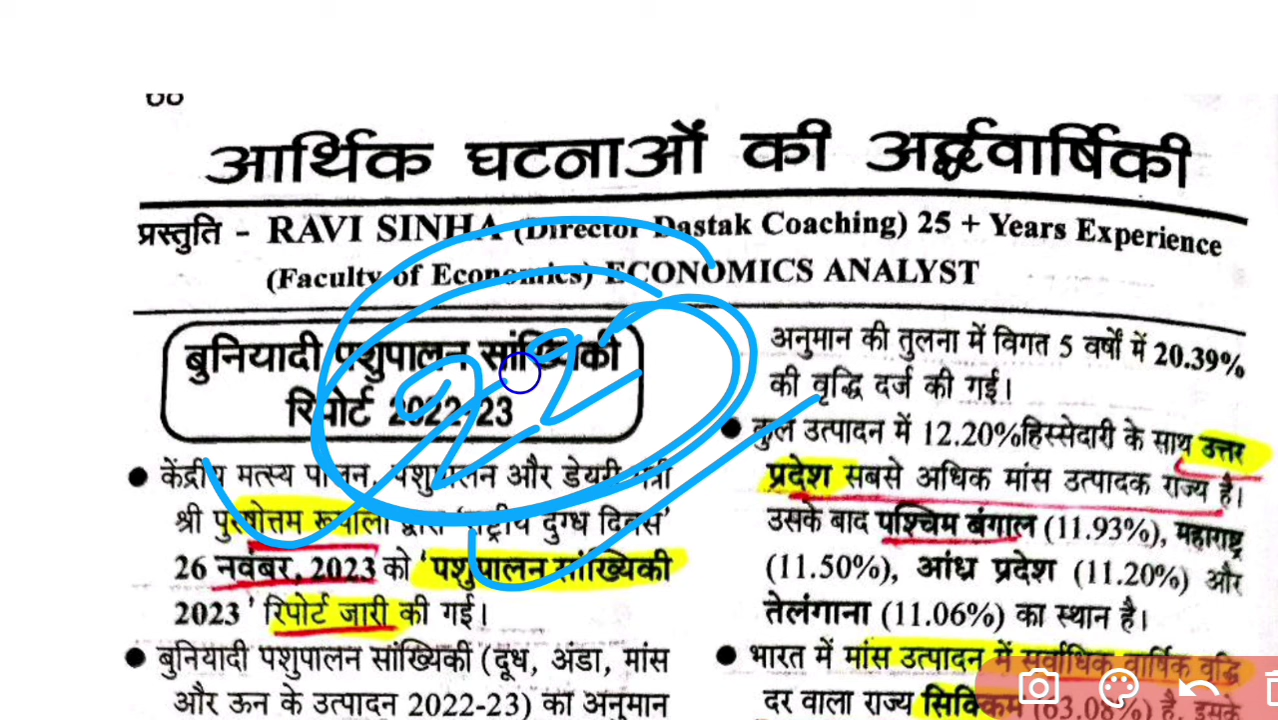 आर्थिक घटनाओं की अर्द्धवार्षिकी
प्रस्तुति - RAVI SINHA (Director Dastak Coaching) 25 + Years Experience
(Faculty of Economics) ECONOMICS ANALYST
बुनियादी पशुपालन सांख्यिकी
रिपोर्ट 2022-23
केंद्रीय मत्स्य पालन, पशुपालन और डेयरी मंत्री
श्री पुरुषोत्तम रूपाला द्वारा 'राष्ट्रीय दुग्ध दिवस'
26 नवंबर, 2023 को 'पशुपालन सांख्यिकी
2023' रिपोर्ट जारी की गई।
बुनियादी पशुपालन सांख्यिकी (दूध, अंडा, मांस
और ऊन के उत्पादन 2022-23) का अनुमान
अनुमान की तुलना में विगत 5 वर्षों में 20.39%
की वृद्धि दर्ज की गई।
कुल उत्पादन में 12.20%हिस्सेदारी के साथ उत्तर
प्रदेश सबसे अधिक मांस उत्पादक राज्य है।
उसके बाद पश्चिम बंगाल (11.93%), महाराष्ट्र
(11.50%), आंध्र प्रदेश (11.20%) और
तेलंगाना (11.06%) का स्थान है।
भारत में मांस उत्पादन में सर्वाधिक वार्षिक वृद्धि
दर वाला राज्य सिक्किम (63.08%) है, इसके